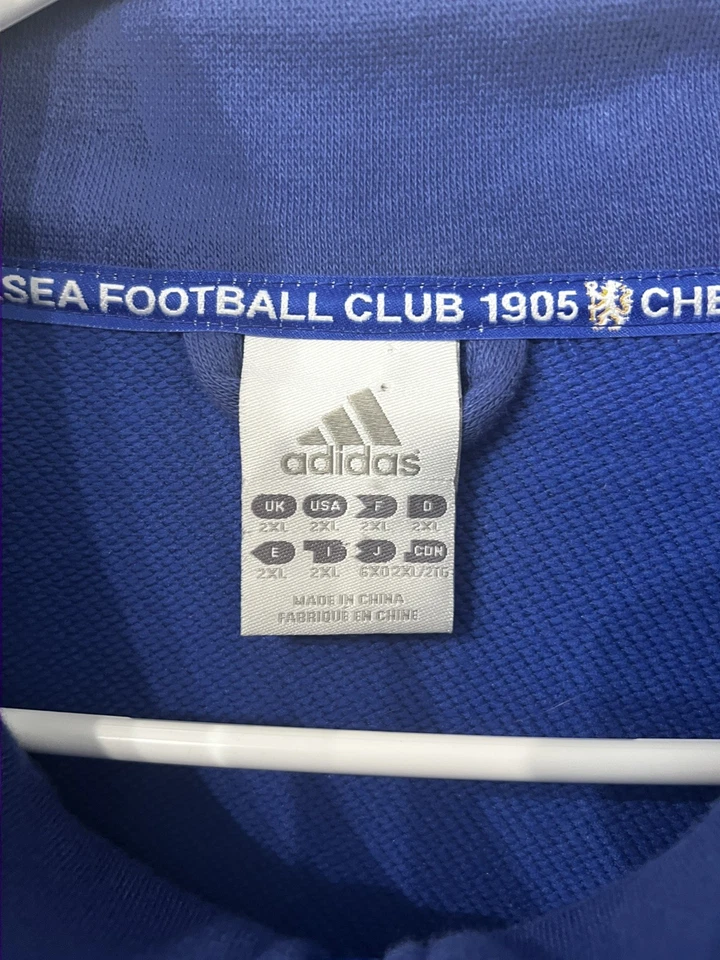 SEA FOOTBALL CLUB 1905 CHE
adidas
UK USA F D
2XL 2XL 2XL 2XL
E I J CDN
2XL 2XL 6XO 2XL/2TG
MADE IN CHINA
FABRIQUE EN CHINE